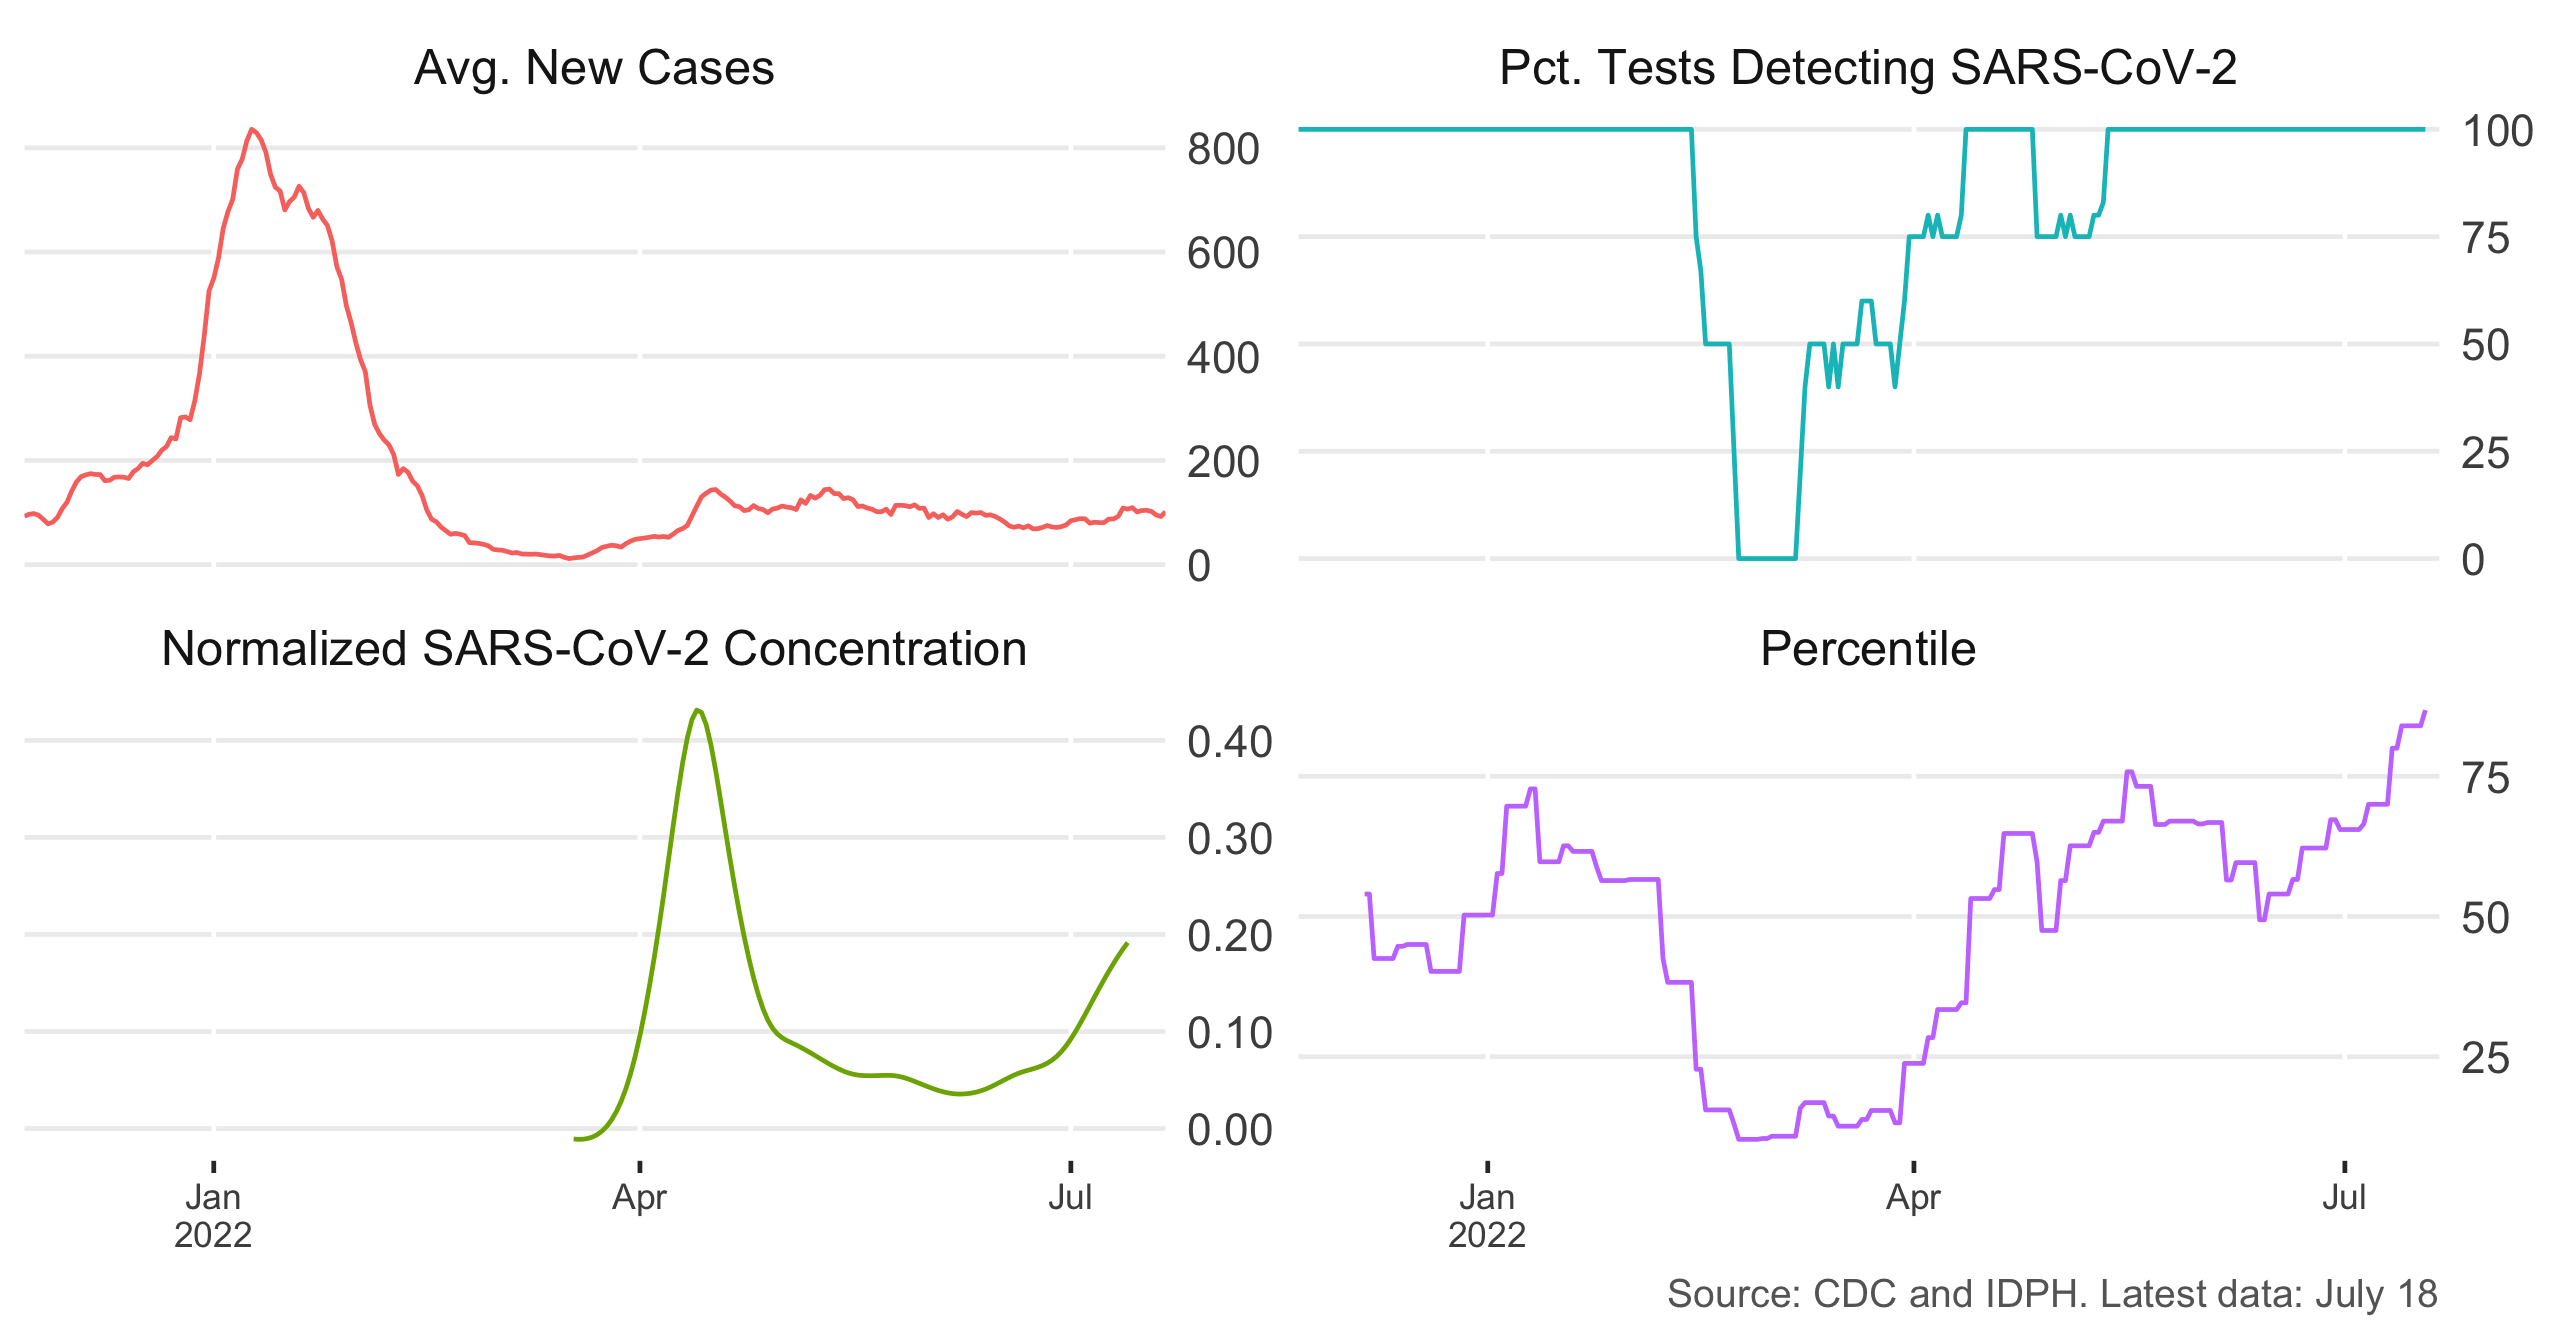 Avg. New Cases
800
600
400
200
0
Pct. Tests Detecting SARS-CoV-2
100
75
50
25
0
Normalized SARS-CoV-2 Concentration
0.40
0.30
0.20
0.10
0.00
Jan
2022
Apr
Jul
Percentile
75
50
25
Jan
2022
Apr
Jul
Source: CDC and IDPH. Latest data: July 18